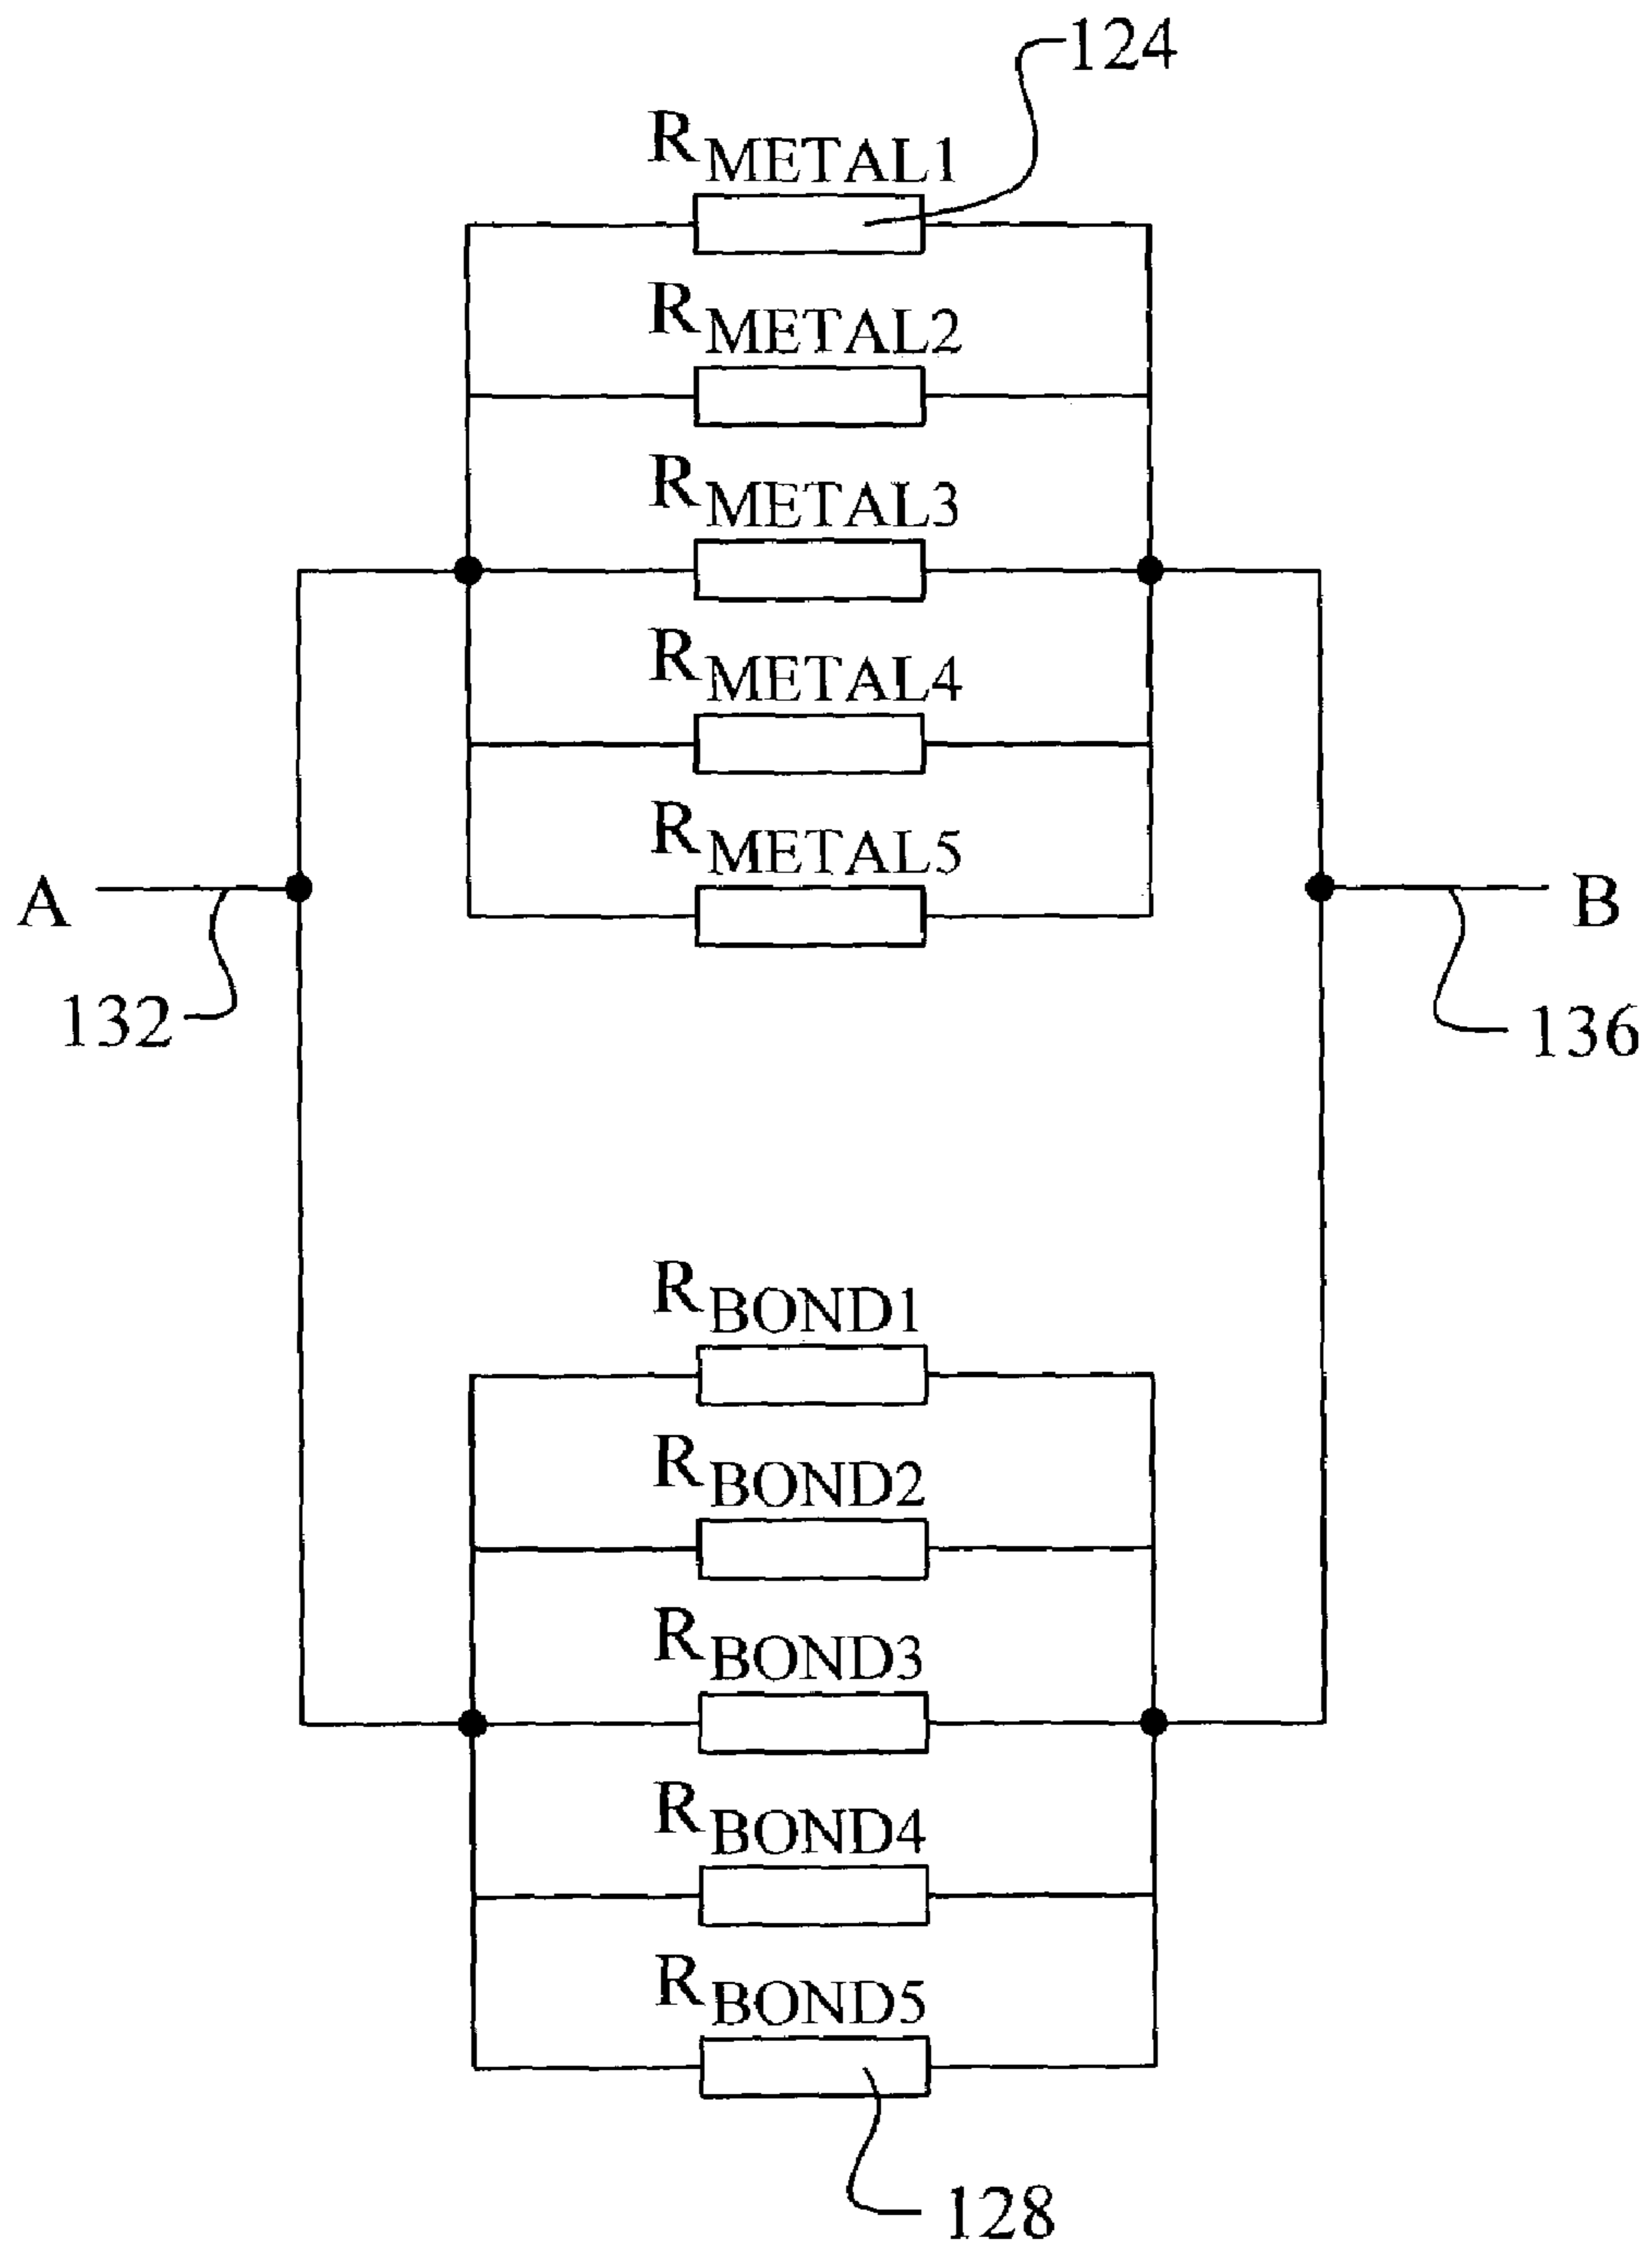 124
RMETAL1
RMETAL2
RMETAL3
RMETAL4
RMETAL5
A
B
132
136
RBOND1
RBOND2
RBOND3
RBOND4
RBOND5
128